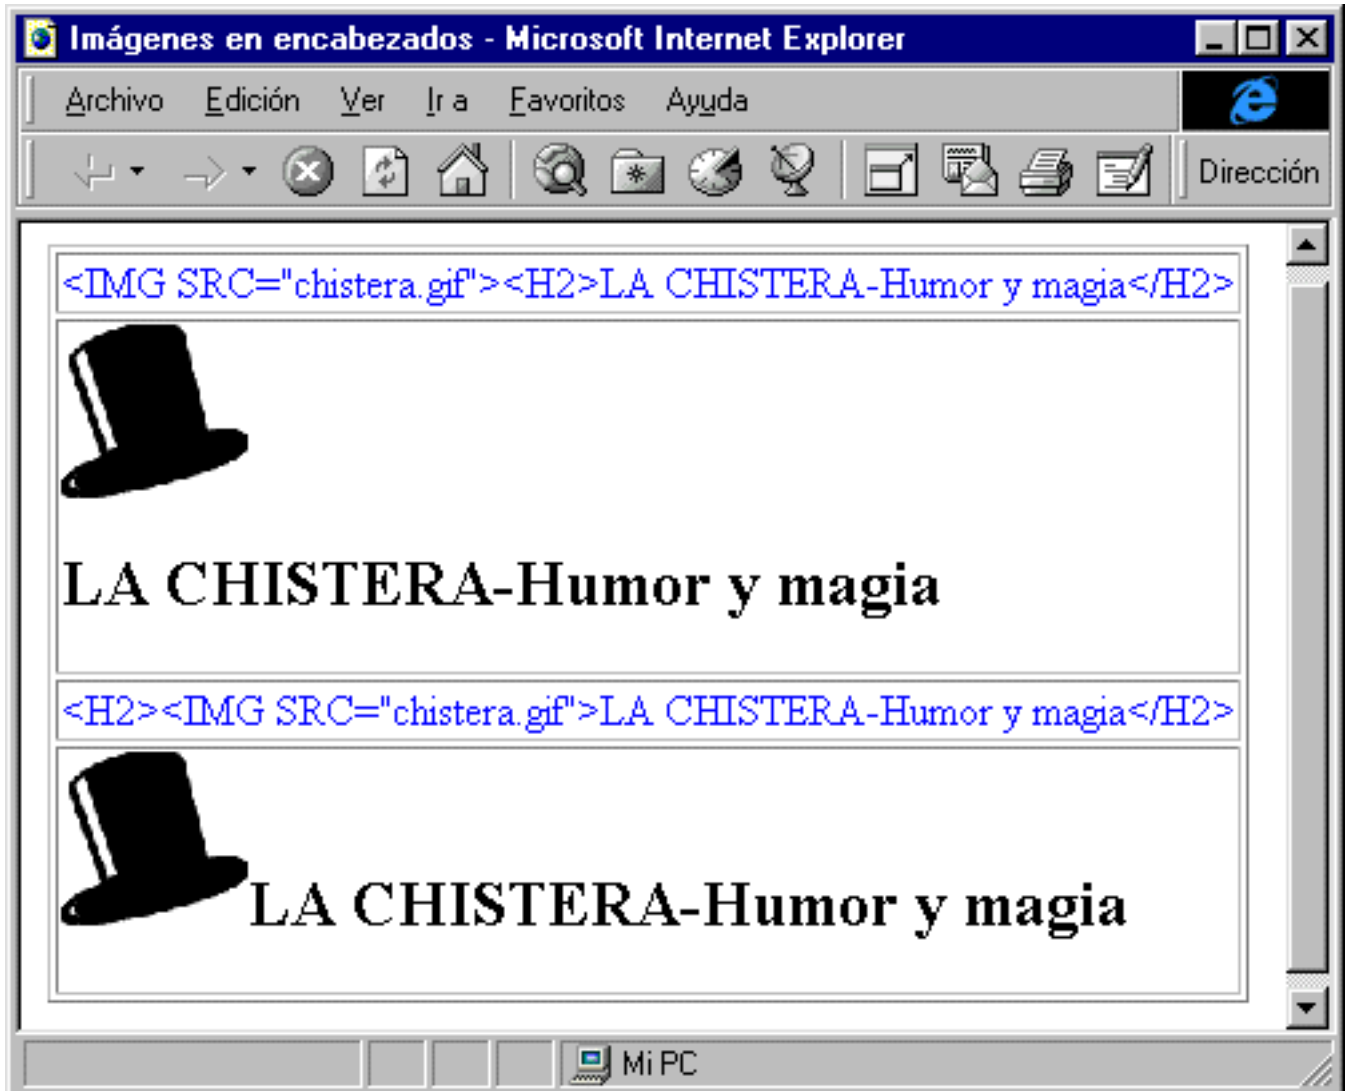 Imágenes en encabezados - Microsoft Internet Explorer
Archivo Edición Ver Ir a Favoritos Ayuda
Dirección
<IMG SRC="chistera.gif"><H2>LA CHISTERA-Humor y magia</H2>
LA CHISTERA-Humor y magia
<H2><IMG SRC="chistera.gif">LA CHISTERA-Humor y magia</H2>
LA CHISTERA-Humor y magia
Mi PC